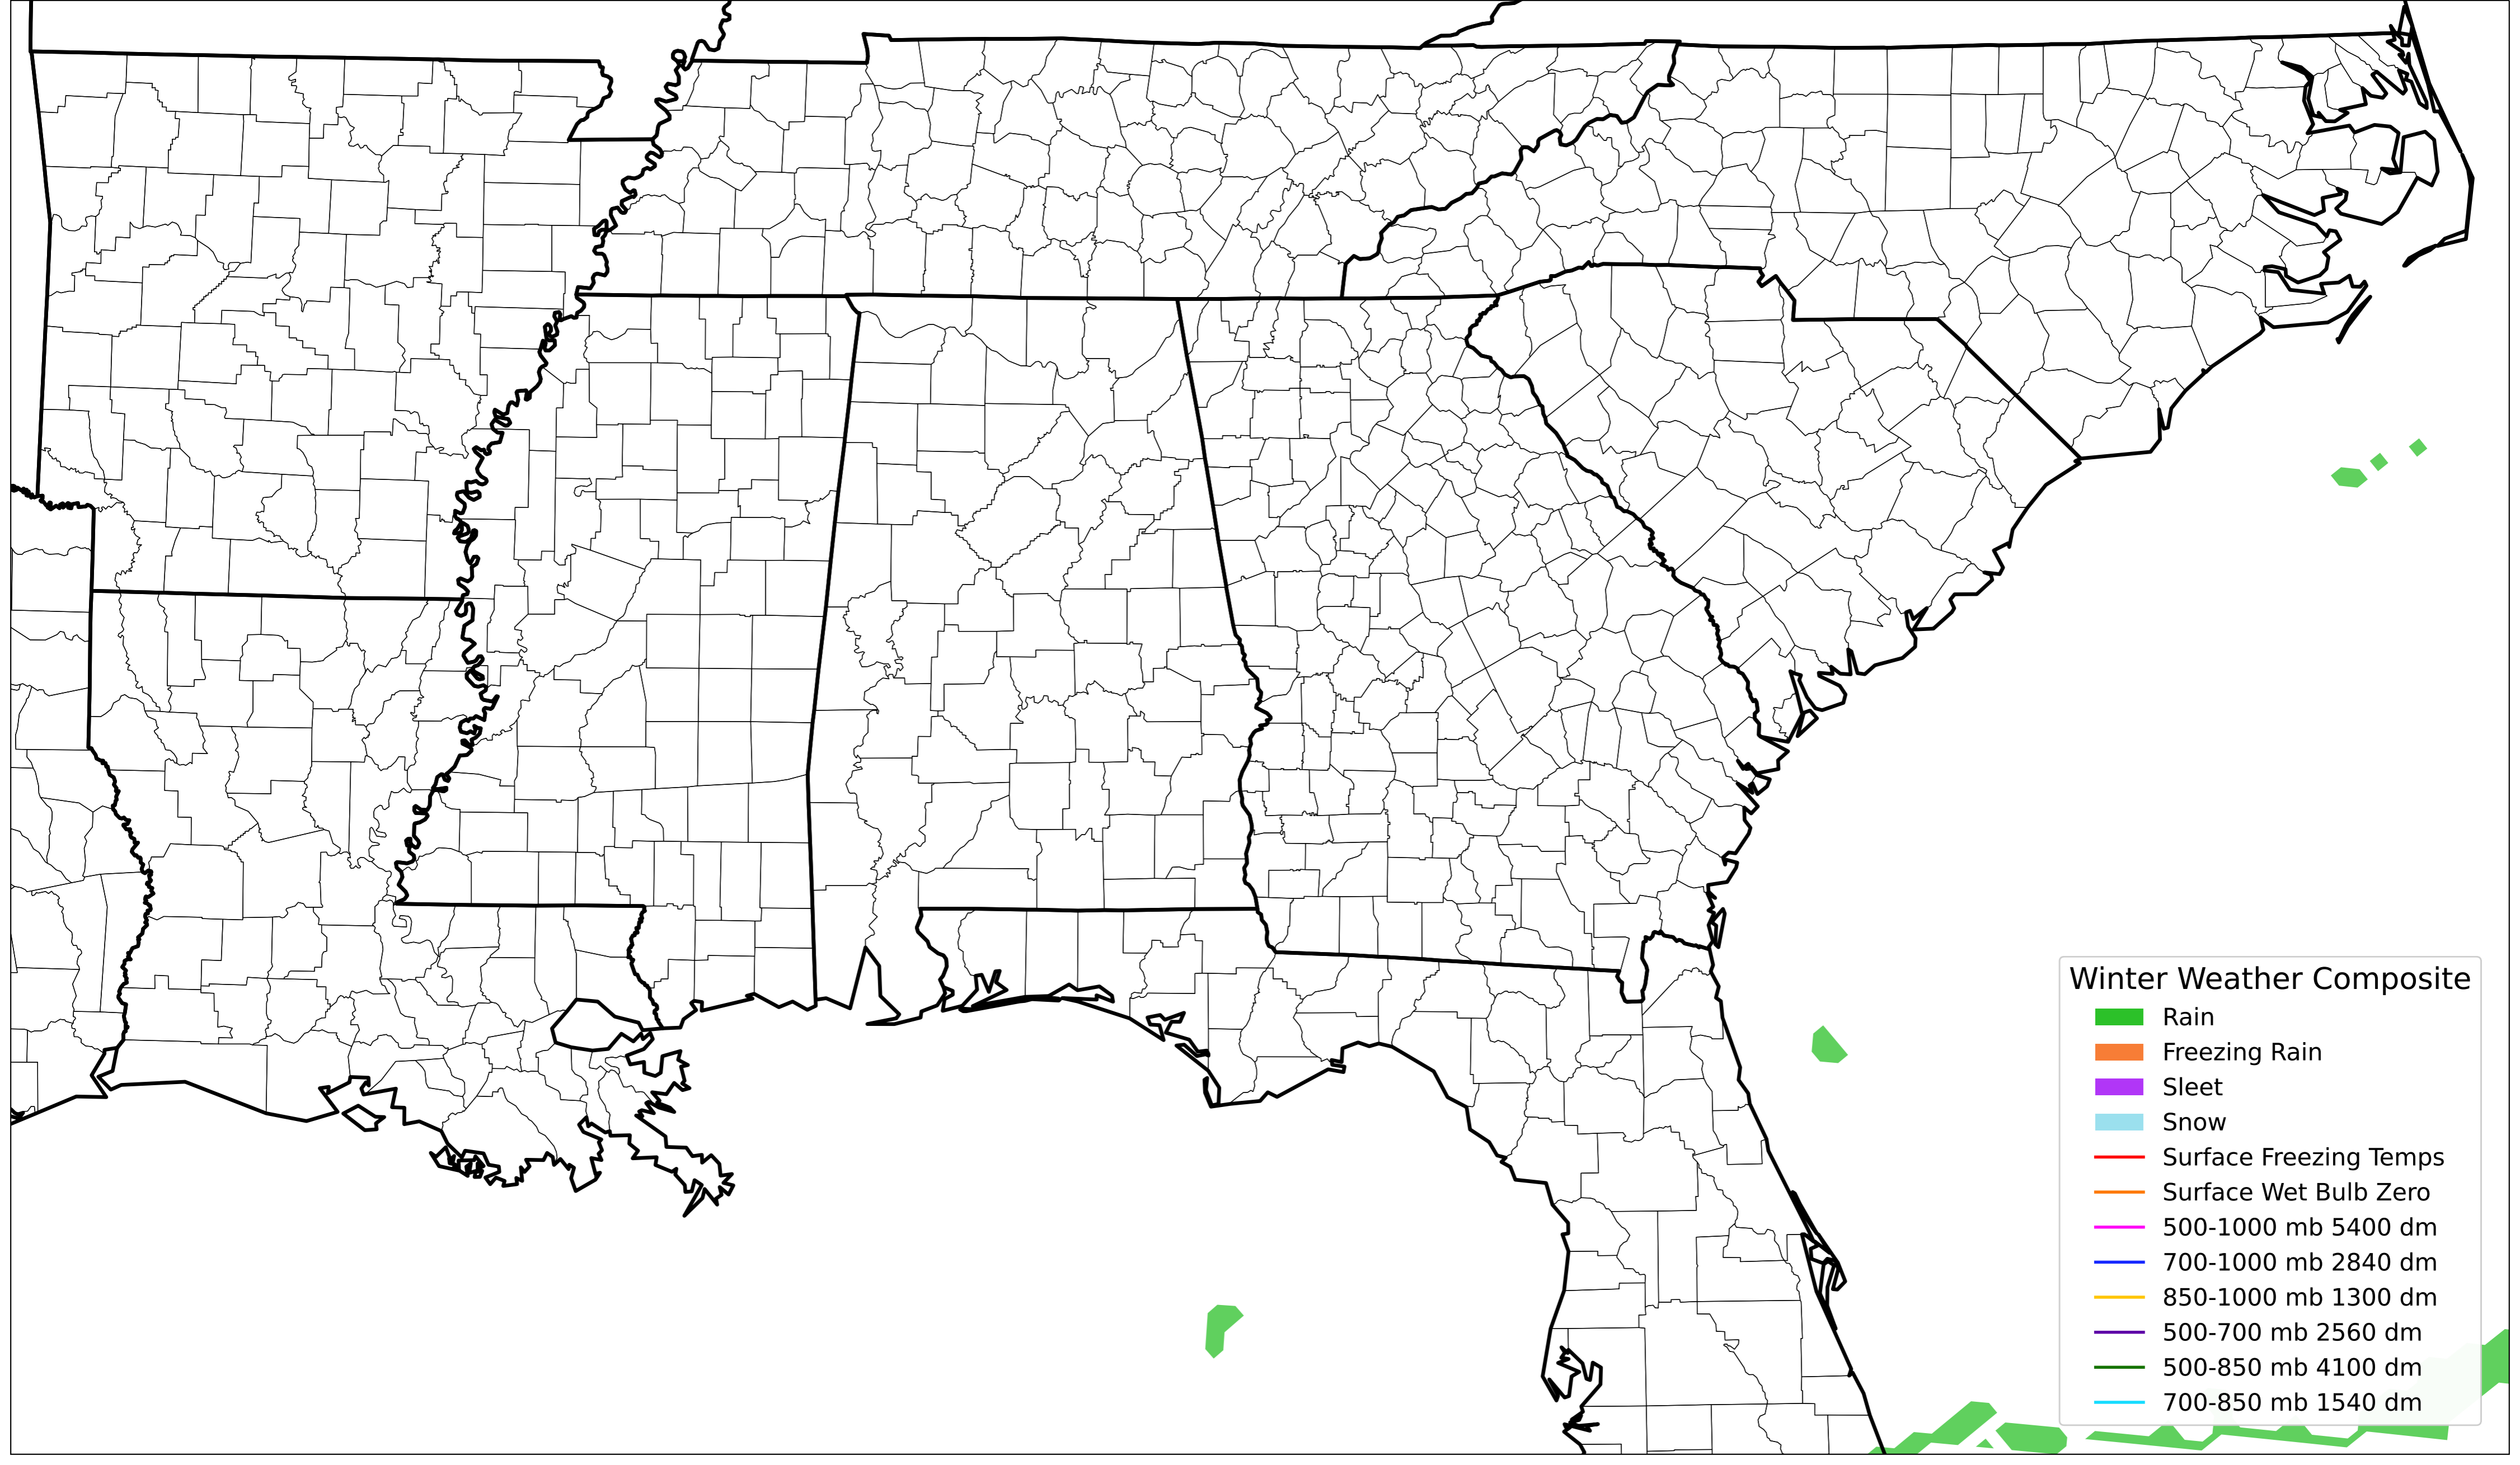 Winter Weather Composite
Rain
Freezing Rain
Sleet
Snow
Surface Freezing Temps
Surface Wet Bulb Zero
500-1000 mb 5400 dm
700-1000 mb 2840 dm
850-1000 mb 1300 dm
500-700 mb 2560 dm
500-850 mb 4100 dm
700-850 mb 1540 dm